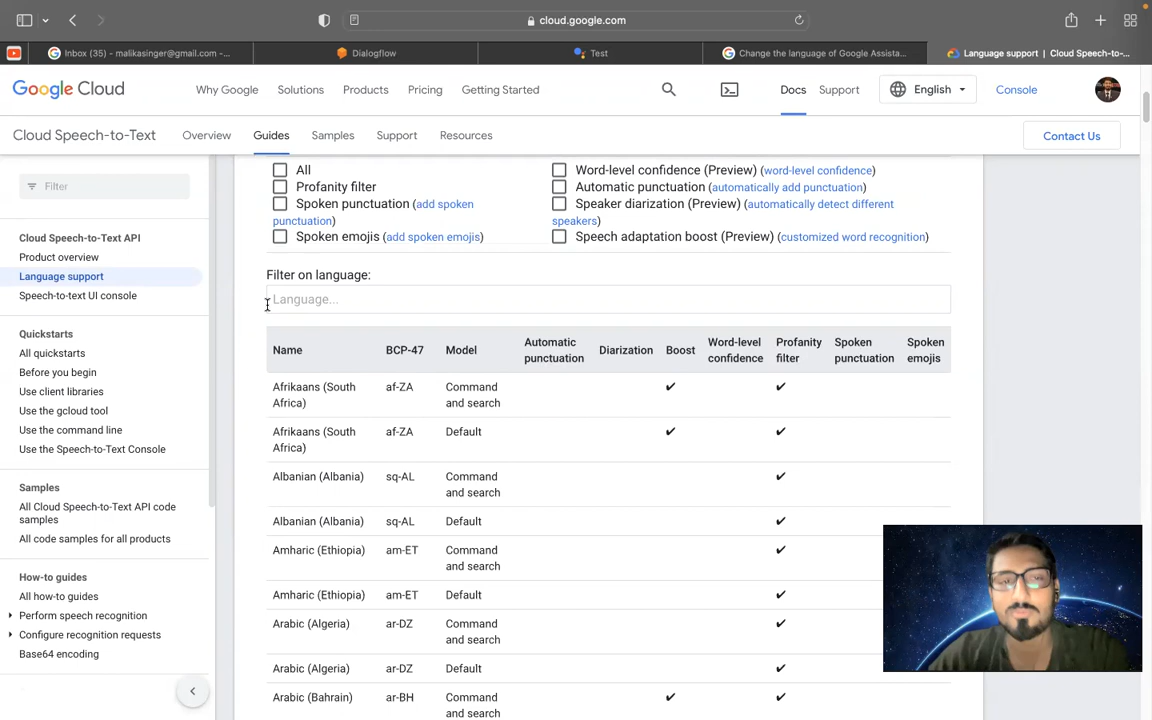 cloud.google.com
Inbox (35) - malikasinger@gmail.com -...
Dialogflow
Test
Change the language of Google Assista...
Language support | Cloud Speech-to-...
Google Cloud
Why Google
Solutions
Products
Pricing
Getting Started
Docs
Support
English
Console
Cloud Speech-to-Text
Overview
Guides
Samples
Support
Resources
Contact Us
Filter
Cloud Speech-to-Text API
Product overview
Language support
Speech-to-text UI console
Quickstarts
All quickstarts
Before you begin
Use client libraries
Use the gcloud tool
Use the command line
Use the Speech-to-Text Console
Samples
All Cloud Speech-to-Text API code
samples
All code samples for all products
How-to guides
All how-to guides
Perform speech recognition
Configure recognition requests
Base64 encoding
All
Profanity filter
Spoken punctuation (add spoken
punctuation)
Spoken emojis (add spoken emojis)
Word-level confidence (Preview) (word-level confidence)
Automatic punctuation (automatically add punctuation)
Speaker diarization (Preview) (automatically detect different
speakers)
Speech adaptation boost (Preview) (customized word recognition)
Filter on language:
Language...
Name BCP-47 Model Automatic punctuation Diarization Boost Word-level confidence Profanity filter Spoken punctuation Spoken emojis
Afrikaans (South Africa) af-ZA Command and search ✔ ✔
Afrikaans (South Africa) af-ZA Default ✔ ✔
Albanian (Albania) sq-AL Command and search ✔
Albanian (Albania) sq-AL Default ✔
Amharic (Ethiopia) am-ET Command and search ✔
Amharic (Ethiopia) am-ET Default ✔
Arabic (Algeria) ar-DZ Command and search ✔
Arabic (Algeria) ar-DZ Default ✔
Arabic (Bahrain) ar-BH Command and search ✔ ✔